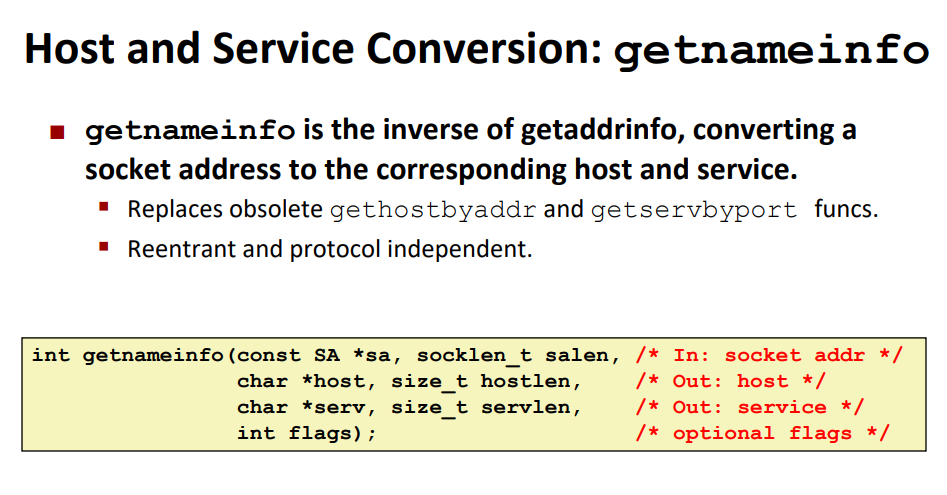 Host and Service Conversion: getnameinfo
■ getnameinfo is the inverse of getaddrinfo, converting a
socket address to the corresponding host and service.
▪ Replaces obsolete gethostbyaddr and getservbyport funcs.
▪ Reentrant and protocol independent.
int getnameinfo(const SA *sa, socklen_t salen, /* In: socket addr */
char *host, size_t hostlen, /* Out: host */
char *serv, size_t servlen, /* Out: service */
int flags); /* optional flags */